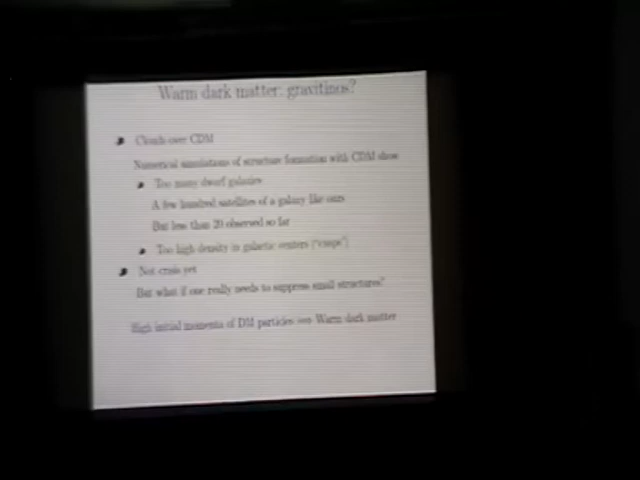 Warm dark matter: gravitinos?
Clouds over CDM
Numerical simulations of structure formation with CDM show
Too many dwarf galaxies
A few hundred satellites of a galaxy like ours
But less than 20 observed so far
Too high density in galactic centers ("cusps")
Not crisis yet
But what if one really needs to suppress small structures?
High initial momenta of DM particles ⟹ Warm dark matter